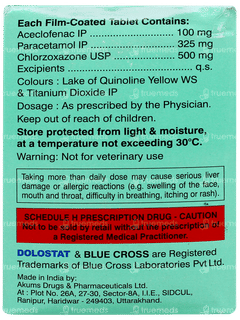 Each Film-Coated Tablet Contains:
Aceclofenac IP ---------------- 100 mg
Paracetamol IP ---------------- 325 mg
Chlorzoxazone USP ---------- 500 mg
Excipients ----------------------- q.s.
Colours : Lake of Quinoline Yellow WS
& Titanium Dioxide IP
Dosage : As prescribed by the Physician.
Keep out of reach of children.
Store protected from light & moisture,
at a temperature not exceeding 30°C.
Warning: Not for veterinary use
Taking more than daily dose may cause serious liver
damage or allergic reactions (e.g. swelling of the face,
mouth and throat, difficulty in breathing, itching or rash).
SCHEDULE H PRESCRIPTION DRUG - CAUTION
Not to be sold by retail without the prescription of
a Registered Medical Practitioner.
DOLOSTAT & BLUE CROSS are Registered
Trademarks of Blue Cross Laboratories Pvt Ltd.
Made in India by:
Akums Drugs & Pharmaceuticals Ltd.
At : Plot No. 26A, 27-30, Sector-8A, I.I.E., SIDCUL,
Ranipur, Haridwar - 249403, Uttarakhand.
truemeds